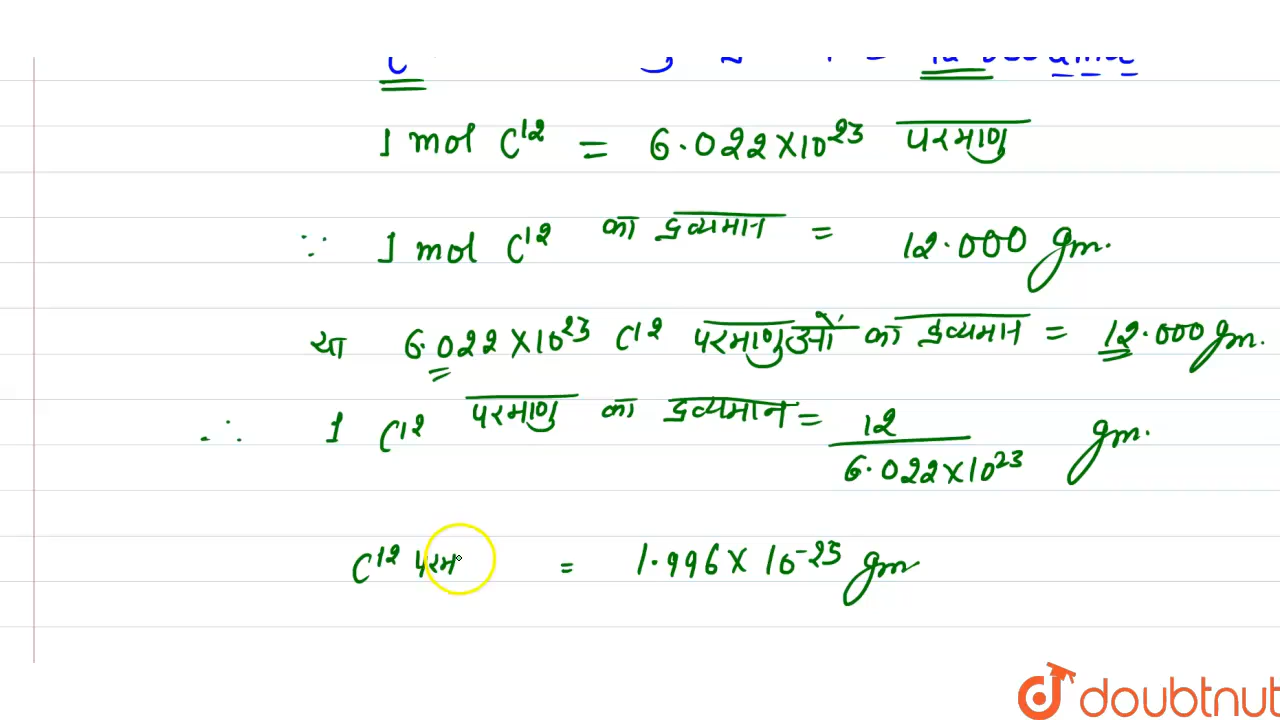 1 mol C¹² = 6.022×10²³ परमाणु
∵ 1 mol C¹² का द्रव्यमान = 12.000 gm.
या 6.022×10²³ C¹² परमाणुओं का द्रव्यमान = 12.000 gm.
∴ 1 C¹² परमाणु का द्रव्यमान = 12 / 6.022×10²³ gm.
C¹² परम = 1.996 × 10⁻²³ gm
doubtnut